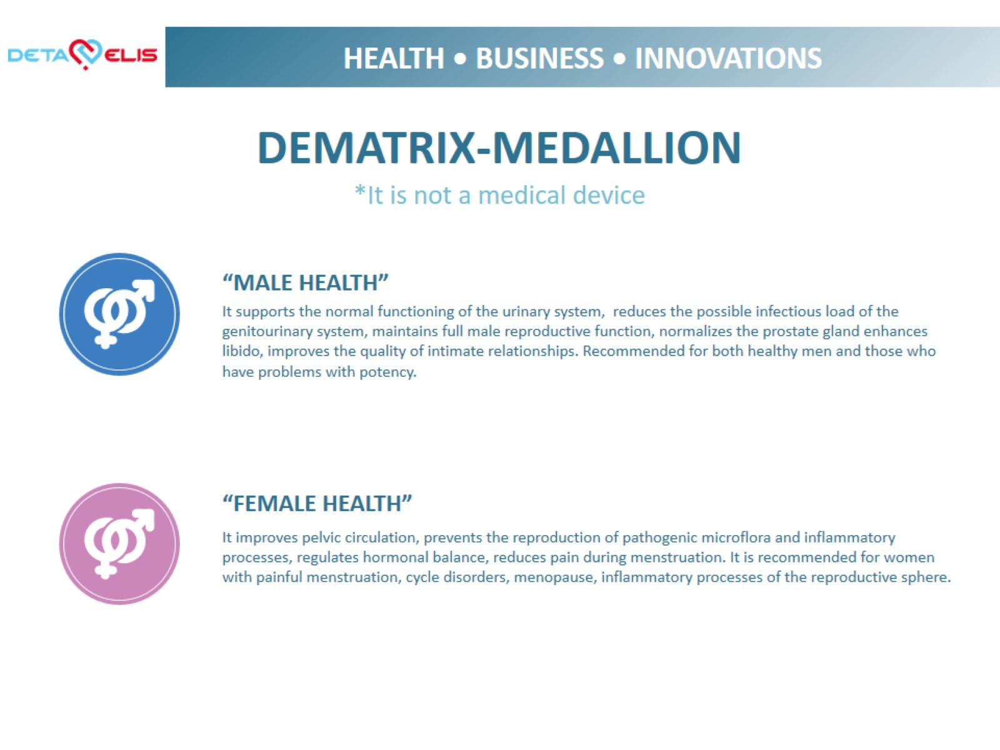 DETA ELIS
HEALTH • BUSINESS • INNOVATIONS
DEMATRIX-MEDALLION
*It is not a medical device
“MALE HEALTH”
It supports the normal functioning of the urinary system,  reduces the possible infectious load of the
genitourinary system, maintains full male reproductive function, normalizes the prostate gland enhances
libido, improves the quality of intimate relationships. Recommended for both healthy men and those who
have problems with potency.
“FEMALE HEALTH”
It improves pelvic circulation, prevents the reproduction of pathogenic microflora and inflammatory
processes, regulates hormonal balance, reduces pain during menstruation. It is recommended for women
with painful menstruation, cycle disorders, menopause, inflammatory processes of the reproductive sphere.